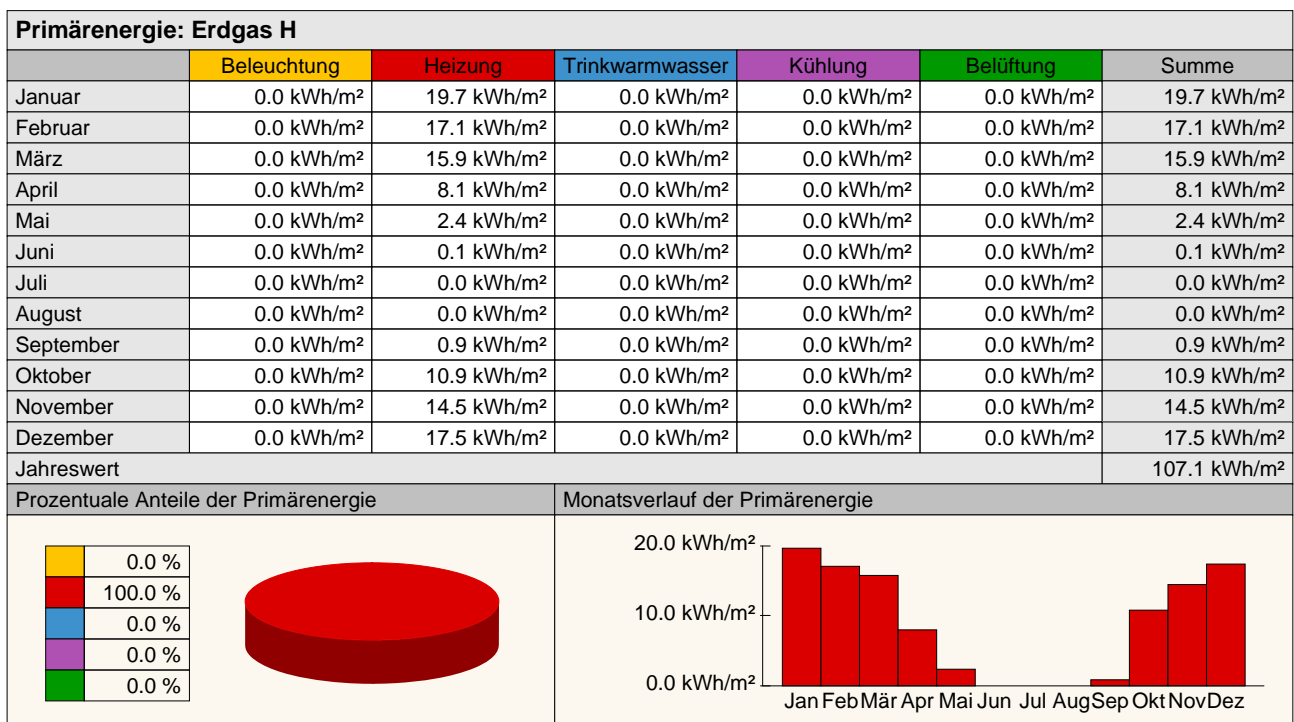 Primärenergie: Erdgas H
Beleuchtung Heizung Trinkwarmwasser Kühlung Belüftung Summe
Januar 0.0 kWh/m² 19.7 kWh/m² 0.0 kWh/m² 0.0 kWh/m² 0.0 kWh/m² 19.7 kWh/m²
Februar 0.0 kWh/m² 17.1 kWh/m² 0.0 kWh/m² 0.0 kWh/m² 0.0 kWh/m² 17.1 kWh/m²
März 0.0 kWh/m² 15.9 kWh/m² 0.0 kWh/m² 0.0 kWh/m² 0.0 kWh/m² 15.9 kWh/m²
April 0.0 kWh/m² 8.1 kWh/m² 0.0 kWh/m² 0.0 kWh/m² 0.0 kWh/m² 8.1 kWh/m²
Mai 0.0 kWh/m² 2.4 kWh/m² 0.0 kWh/m² 0.0 kWh/m² 0.0 kWh/m² 2.4 kWh/m²
Juni 0.0 kWh/m² 0.1 kWh/m² 0.0 kWh/m² 0.0 kWh/m² 0.0 kWh/m² 0.1 kWh/m²
Juli 0.0 kWh/m² 0.0 kWh/m² 0.0 kWh/m² 0.0 kWh/m² 0.0 kWh/m² 0.0 kWh/m²
August 0.0 kWh/m² 0.0 kWh/m² 0.0 kWh/m² 0.0 kWh/m² 0.0 kWh/m² 0.0 kWh/m²
September 0.0 kWh/m² 0.9 kWh/m² 0.0 kWh/m² 0.0 kWh/m² 0.0 kWh/m² 0.9 kWh/m²
Oktober 0.0 kWh/m² 10.9 kWh/m² 0.0 kWh/m² 0.0 kWh/m² 0.0 kWh/m² 10.9 kWh/m²
November 0.0 kWh/m² 14.5 kWh/m² 0.0 kWh/m² 0.0 kWh/m² 0.0 kWh/m² 14.5 kWh/m²
Dezember 0.0 kWh/m² 17.5 kWh/m² 0.0 kWh/m² 0.0 kWh/m² 0.0 kWh/m² 17.5 kWh/m²
Jahreswert 107.1 kWh/m²
Prozentuale Anteile der Primärenergie
0.0 %
100.0 %
0.0 %
0.0 %
0.0 %
Monatsverlauf der Primärenergie
20.0 kWh/m²
10.0 kWh/m²
0.0 kWh/m²
Jan Feb Mär Apr Mai Jun Jul Aug Sep Okt Nov Dez